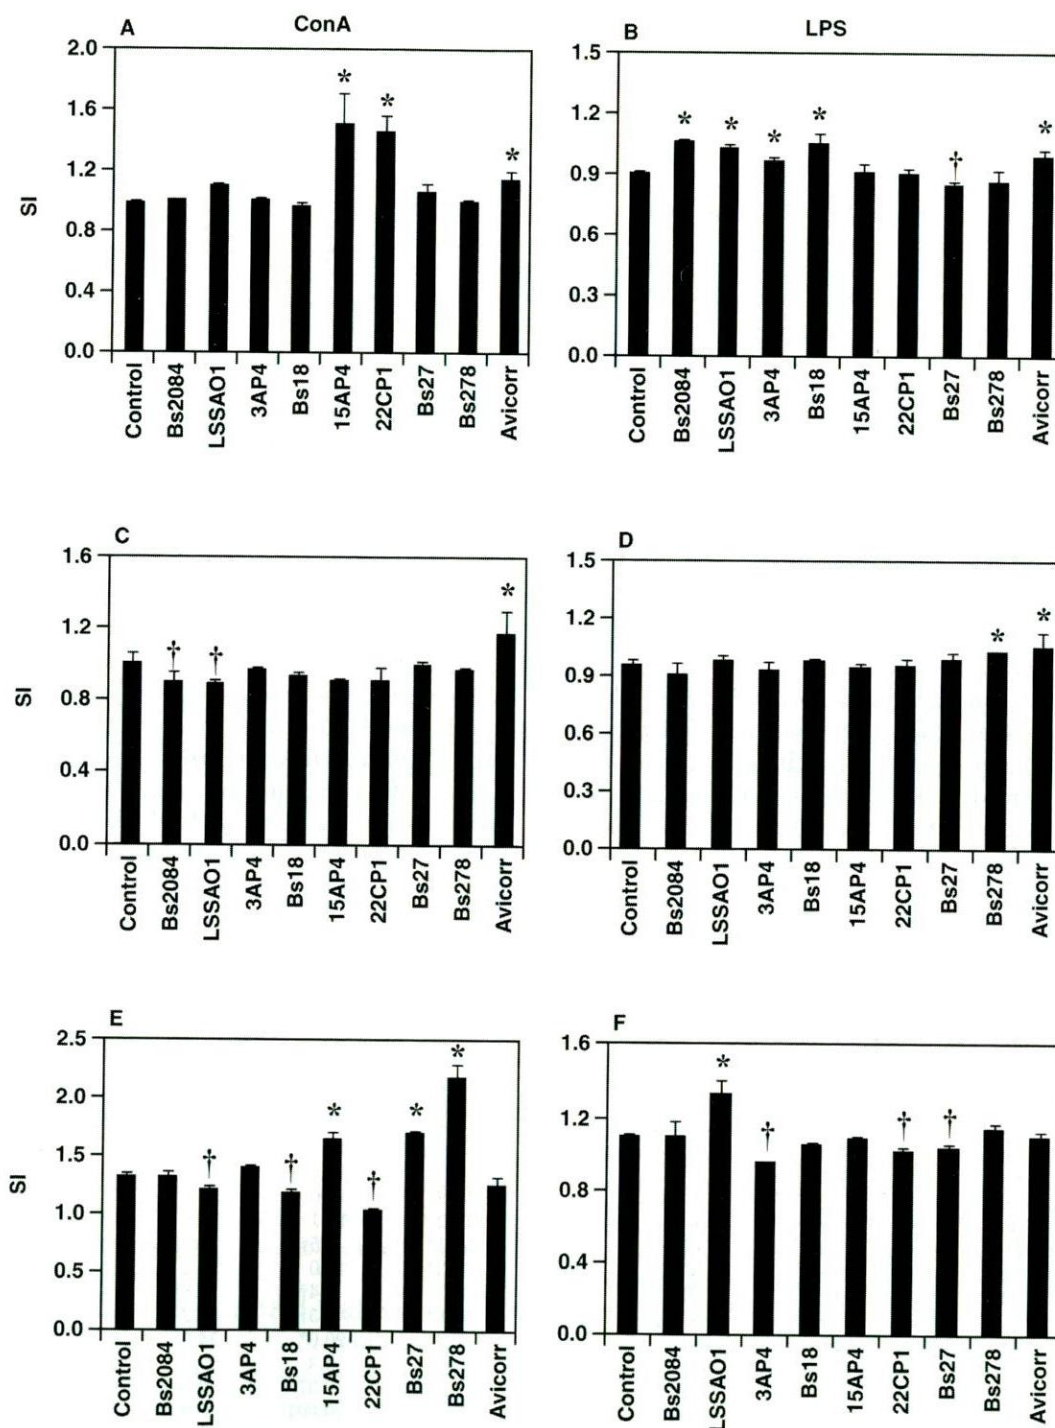 A ConA
2.0
1.6
1.2
0.8
0.4
0.0
SI
* * *
Control Bs2084 LSSAO1 3AP4 Bs18 15AP4 22CP1 Bs27 Bs278 Avicorr
B LPS
1.5
1.2
0.9
0.6
0.3
0.0
* * * * † *
Control Bs2084 LSSAO1 3AP4 Bs18 15AP4 22CP1 Bs27 Bs278 Avicorr
C
1.6
1.2
0.8
0.4
0.0
SI
† † *
Control Bs2084 LSSAO1 3AP4 Bs18 15AP4 22CP1 Bs27 Bs278 Avicorr
D
1.5
1.2
0.9
0.6
0.3
0.0
* *
Control Bs2084 LSSAO1 3AP4 Bs18 15AP4 22CP1 Bs27 Bs278 Avicorr
E
2.5
2.0
1.5
1.0
0.5
0.0
SI
† † * † * *
Control Bs2084 LSSAO1 3AP4 Bs18 15AP4 22CP1 Bs27 Bs278 Avicorr
F
1.6
1.2
0.8
0.4
0.0
* † † †
Control Bs2084 LSSAO1 3AP4 Bs18 15AP4 22CP1 Bs27 Bs278 Avicorr